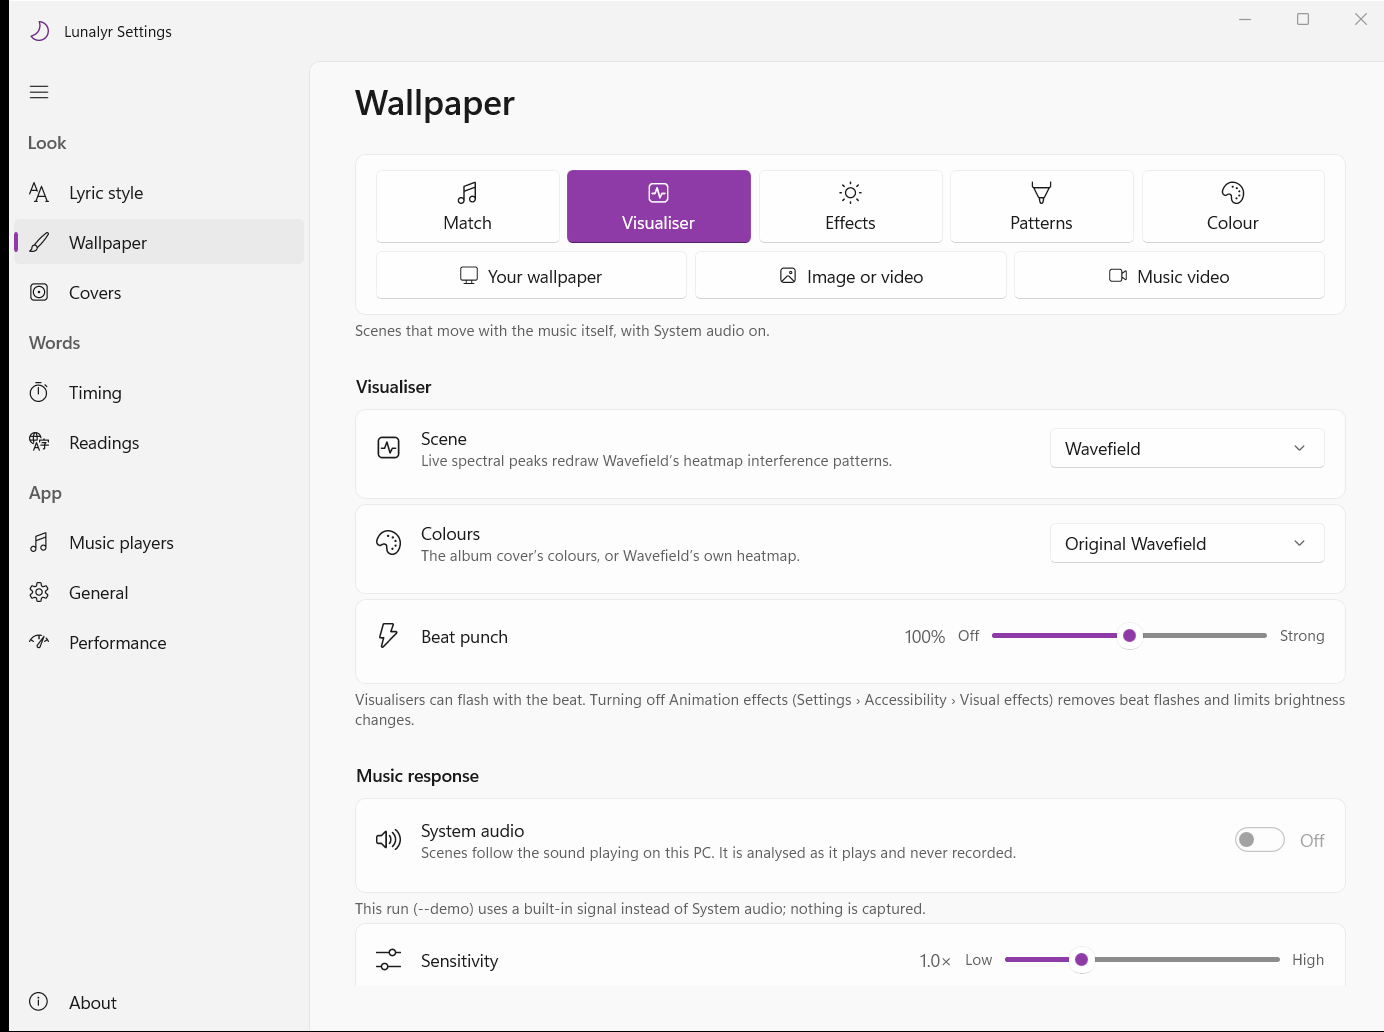 Lunalyr Settings
Look
Lyric style
Wallpaper
Covers
Words
Timing
Readings
App
Music players
General
Performance
About
Wallpaper
Match
Visualiser
Effects
Patterns
Colour
Your wallpaper
Image or video
Music video
Scenes that move with the music itself, with System audio on.
Visualiser
Scene
Live spectral peaks redraw Wavefield's heatmap interference patterns.
Wavefield
Colours
The album cover's colours, or Wavefield's own heatmap.
Original Wavefield
Beat punch
100% Off Strong
Visualisers can flash with the beat. Turning off Animation effects (Settings › Accessibility › Visual effects) removes beat flashes and limits brightness
changes.
Music response
System audio
Scenes follow the sound playing on this PC. It is analysed as it plays and never recorded.
Off
This run (--demo) uses a built-in signal instead of System audio; nothing is captured.
Sensitivity
1.0× Low High